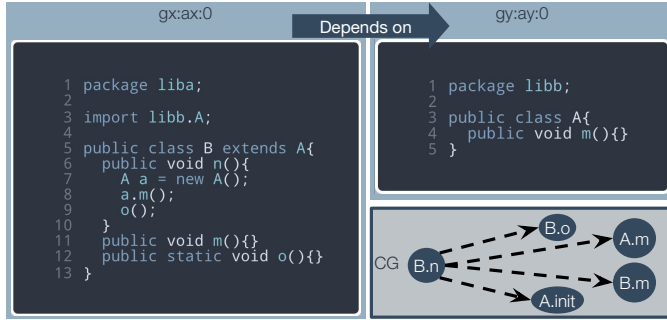 gx:ax:0
Depends on
gy:ay:0
1 package liba;
2
3 import libb.A;
4
5 public class B extends A{
6 public void n(){
7 A a = new A();
8 a.m();
9 o();
10 }
11 public void m(){}
12 public static void o(){}
13 }
1 package libb;
2
3 public class A{
4 public void m(){}
5 }
CG
B.n
B.o
A.m
B.m
A.init